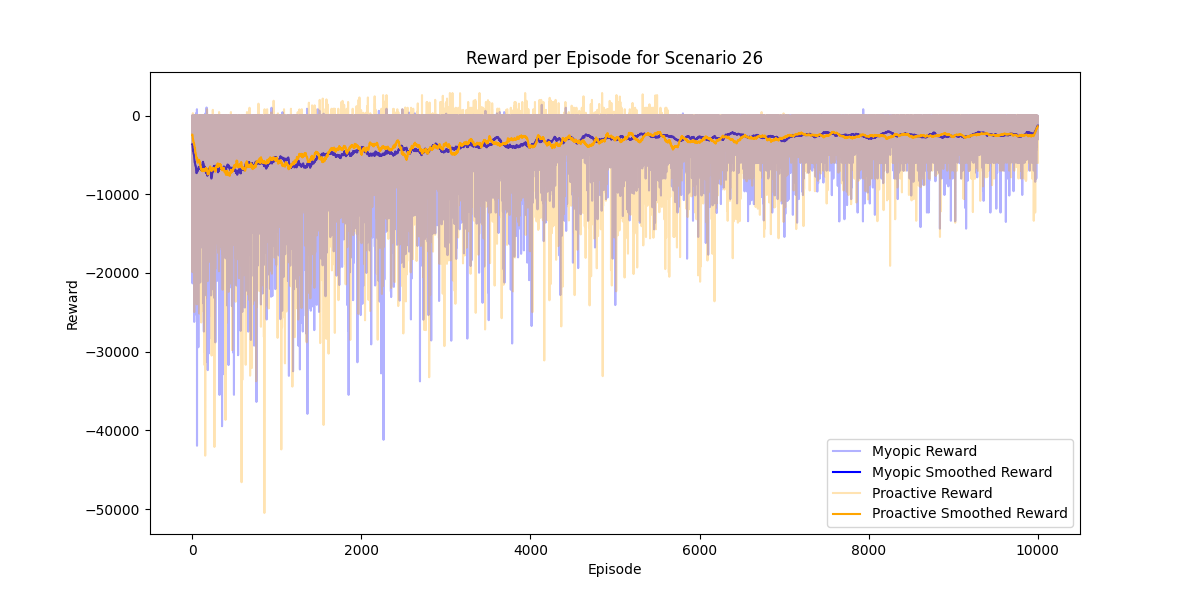 Reward per Episode for Scenario 26
Reward
0
−10000
−20000
−30000
−40000
−50000
0 2000 4000 6000 8000 10000
Episode
Myopic Reward
Myopic Smoothed Reward
Proactive Reward
Proactive Smoothed Reward